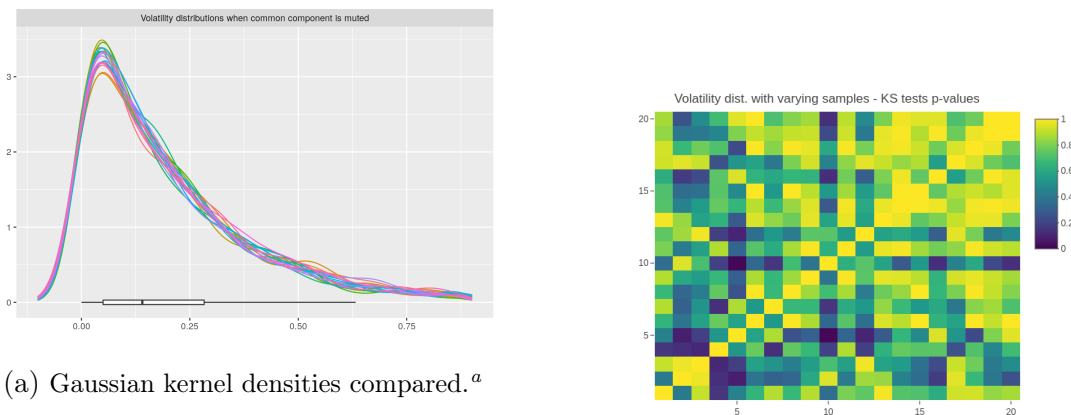 Volatility distributions when common component is muted
3
2
1
0
0.00 0.25 0.50 0.75
(a) Gaussian kernel densities compared.a
Volatility dist. with varying samples - KS tests p-values
20
15
10
5
5 10 15 20
1
0.8
0.6
0.4
0.2
0